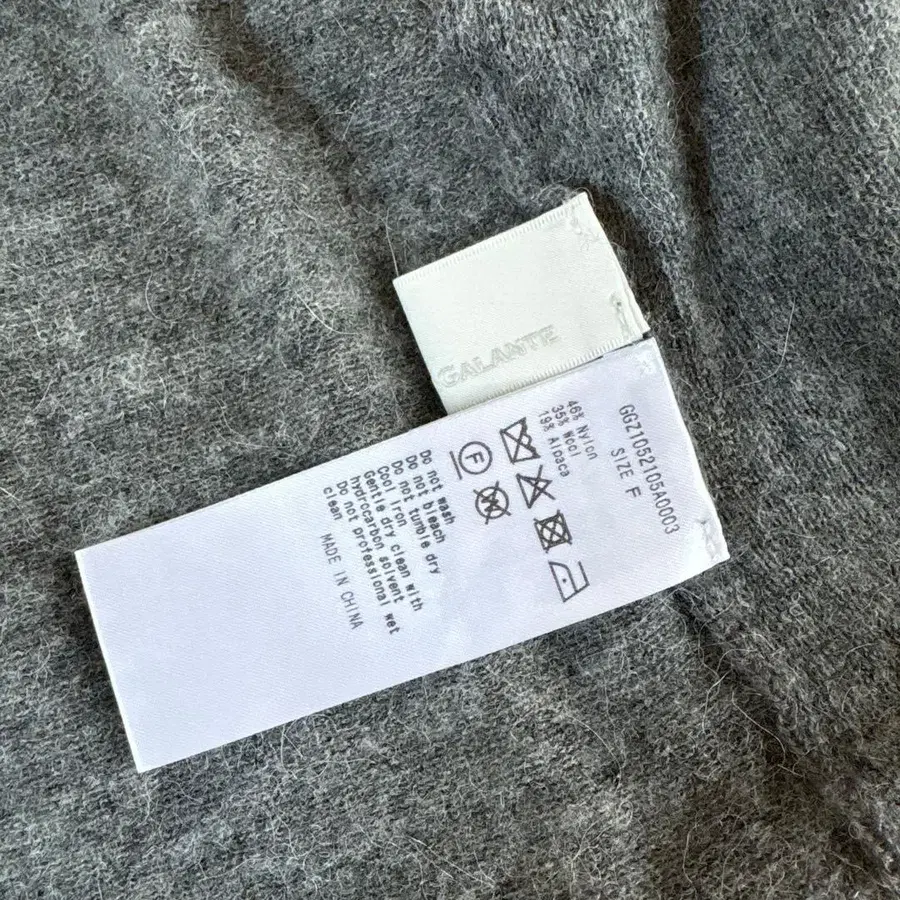 GALANTE
GGZ1052105A0003
SIZE F
46% Nylon
35% Wool
19% Alpaca
F
Do not wash
Do not bleach
Do not tumble dry
Cool iron
Gentle dry clean with
hydrocarbon solvent
Do not professional wet
clean
MADE IN CHINA